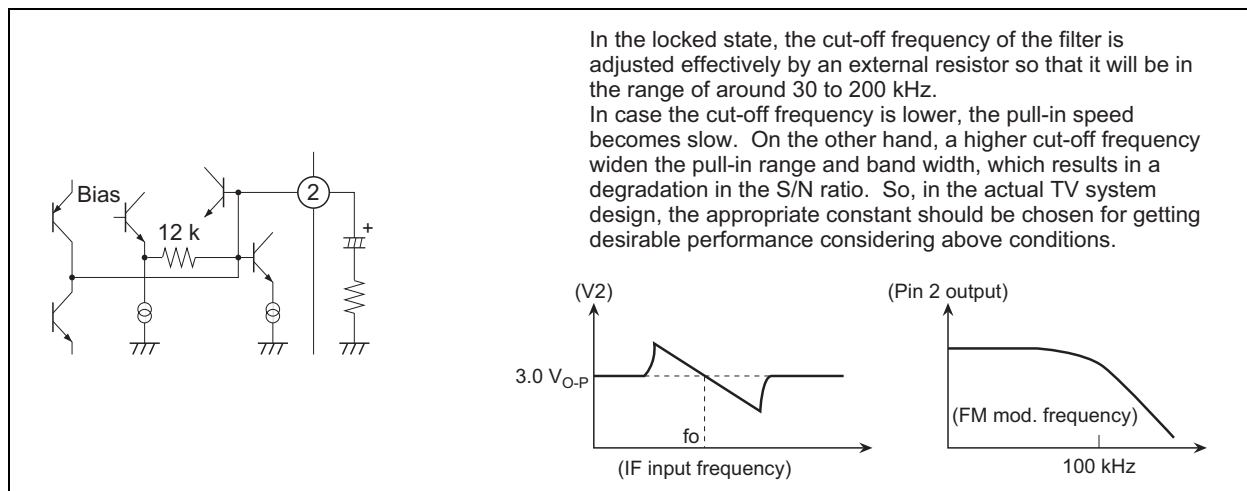 In the locked state, the cut-off frequency of the filter is
adjusted effectively by an external resistor so that it will be in
the range of around 30 to 200 kHz.
In case the cut-off frequency is lower, the pull-in speed
becomes slow. On the other hand, a higher cut-off frequency
widen the pull-in range and band width, which results in a
degradation in the S/N ratio. So, in the actual TV system
design, the appropriate constant should be chosen for getting
desirable performance considering above conditions.
Bias
2
+
12 k
(V2)
3.0 VO-P
fo
(IF input frequency)
(Pin 2 output)
(FM mod. frequency)
100 kHz